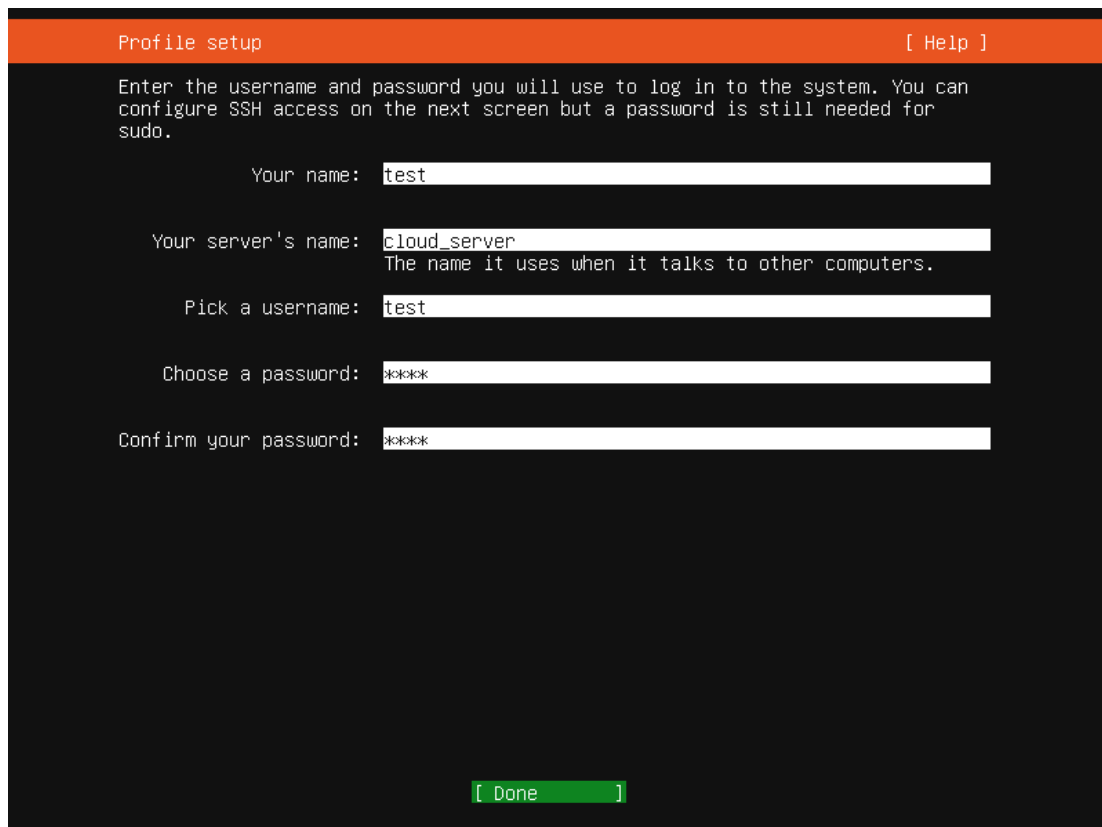 Profile setup [ Help ]
Enter the username and password you will use to log in to the system. You can
configure SSH access on the next screen but a password is still needed for
sudo.
Your name: test
Your server's name: cloud_server
The name it uses when it talks to other computers.
Pick a username: test
Choose a password: ****
Confirm your password: ****
[ Done ]